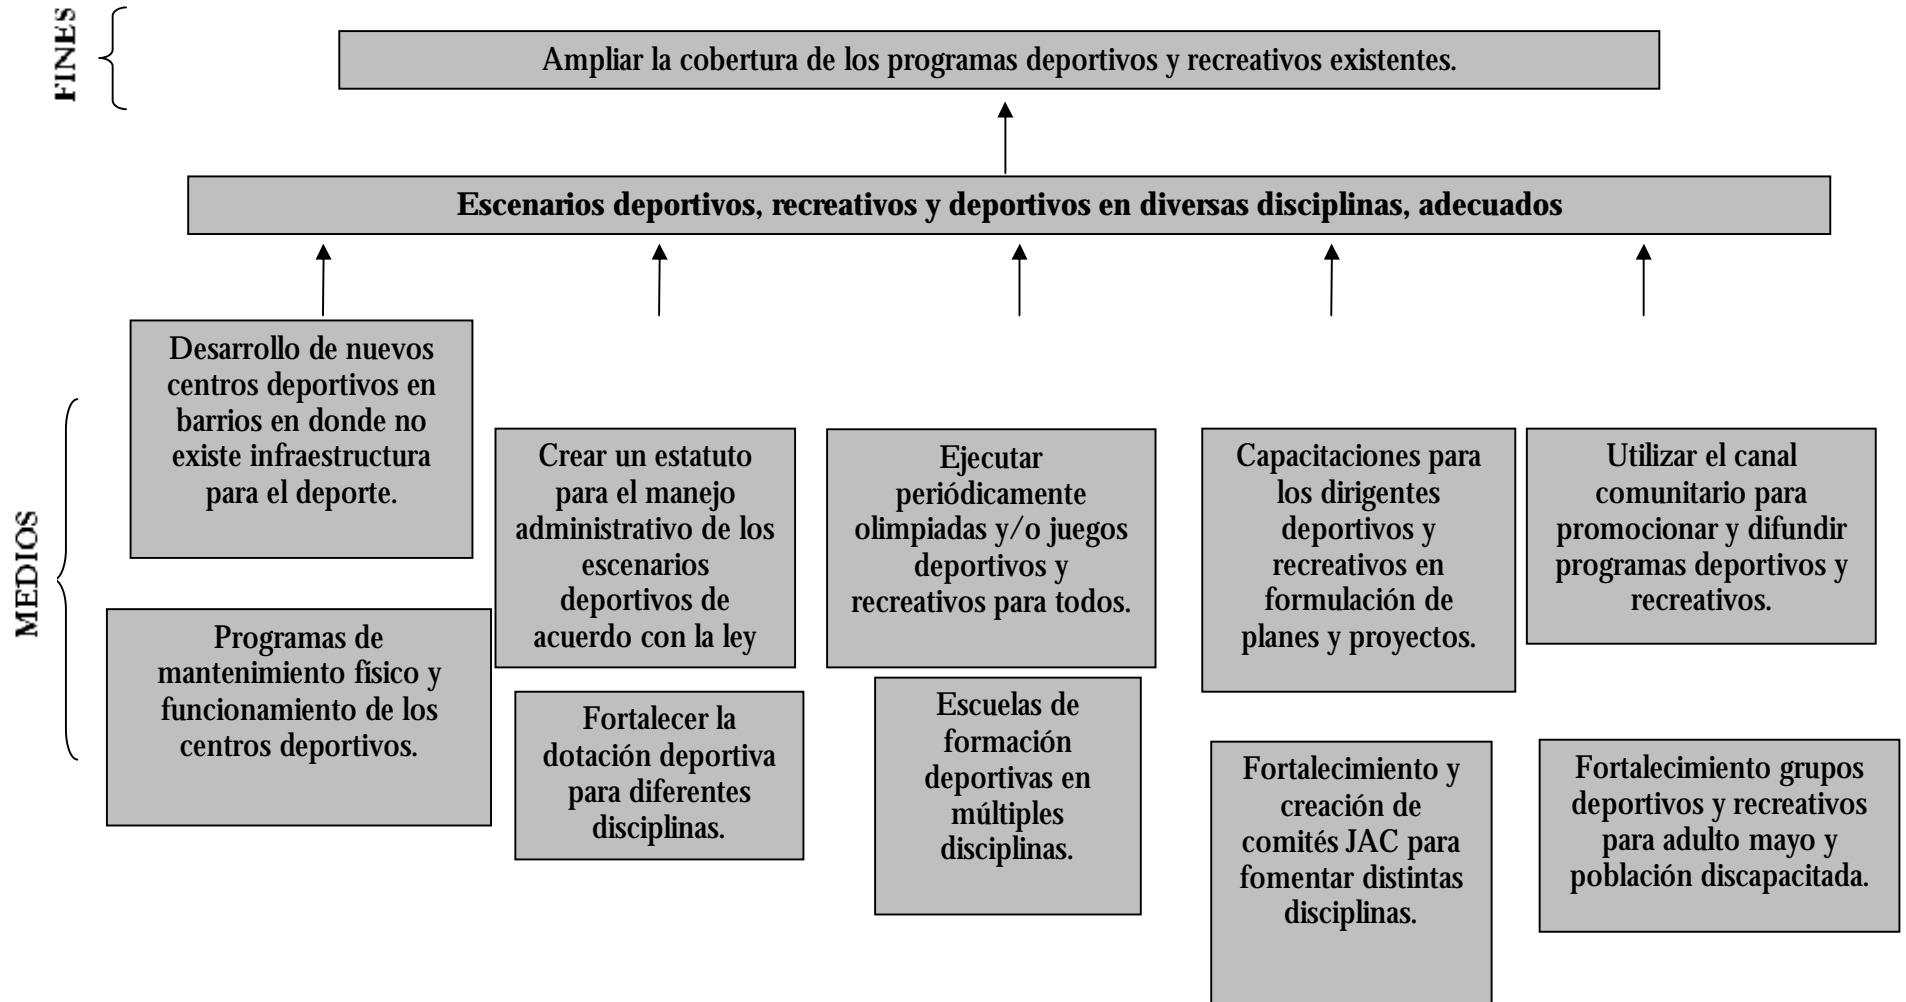 FINES
Ampliar la cobertura de los programas deportivos y recreativos existentes.
Escenarios deportivos, recreativos y deportivos en diversas disciplinas, adecuados
MEDIOS
Desarrollo de nuevos
centros deportivos en
barrios en donde no
existe infraestructura
para el deporte.
Crear un estatuto
para el manejo
administrativo de los
escenarios
deportivos de
acuerdo con la ley
Ejecutar
periódicamente
olimpiadas y/o juegos
deportivos y
recreativos para todos.
Capacitaciones para
los dirigentes
deportivos y
recreativos en
formulación de
planes y proyectos.
Utilizar el canal
comunitario para
promocionar y difundir
programas deportivos y
recreativos.
Programas de
mantenimiento físico y
funcionamiento de los
centros deportivos.
Fortalecer la
dotación deportiva
para diferentes
disciplinas.
Escuelas de
formación
deportivas en
múltiples
disciplinas.
Fortalecimiento y
creación de
comités JAC para
fomentar distintas
disciplinas.
Fortalecimiento grupos
deportivos y recreativos
para adulto mayo y
población discapacitada.